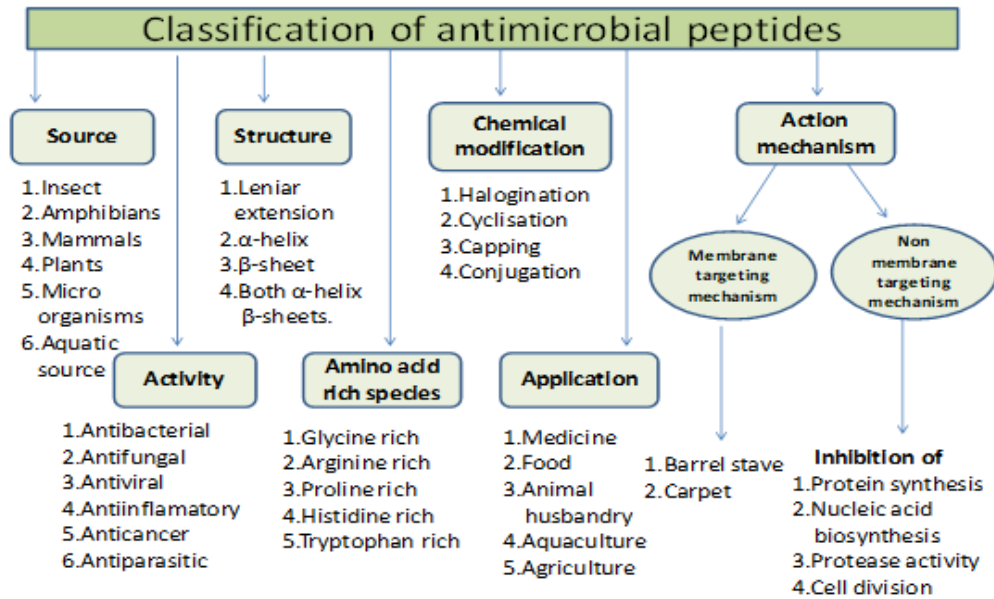 Classification of antimicrobial peptides
Source
1.Insect
2.Amphibians
3.Mammals
4.Plants
5.Micro
organisms
6.Aquatic
source
Structure
1.Leniar
extension
2.α-helix
3.β-sheet
4.Both α-helix
β-sheets.
Chemical
modification
1.Halogination
2.Cyclisation
3.Capping
4.Conjugation
Action
mechanism
Membrane
targeting
mechanism
Non
membrane
targeting
mechanism
Activity
1.Antibacterial
2.Antifungal
3.Antiviral
4.Antiinflamatory
5.Anticancer
6.Antiparasitic
Amino acid
rich species
1.Glycine rich
2.Arginine rich
3.Proline rich
4.Histidine rich
5.Tryptophan rich
Application
1.Medicine
2.Food
3.Animal
husbandry
4.Aquaculture
5.Agriculture
1.Barrel stave
2.Carpet
Inhibition of
1.Protein synthesis
2.Nucleic acid
biosynthesis
3.Protease activity
4.Cell division